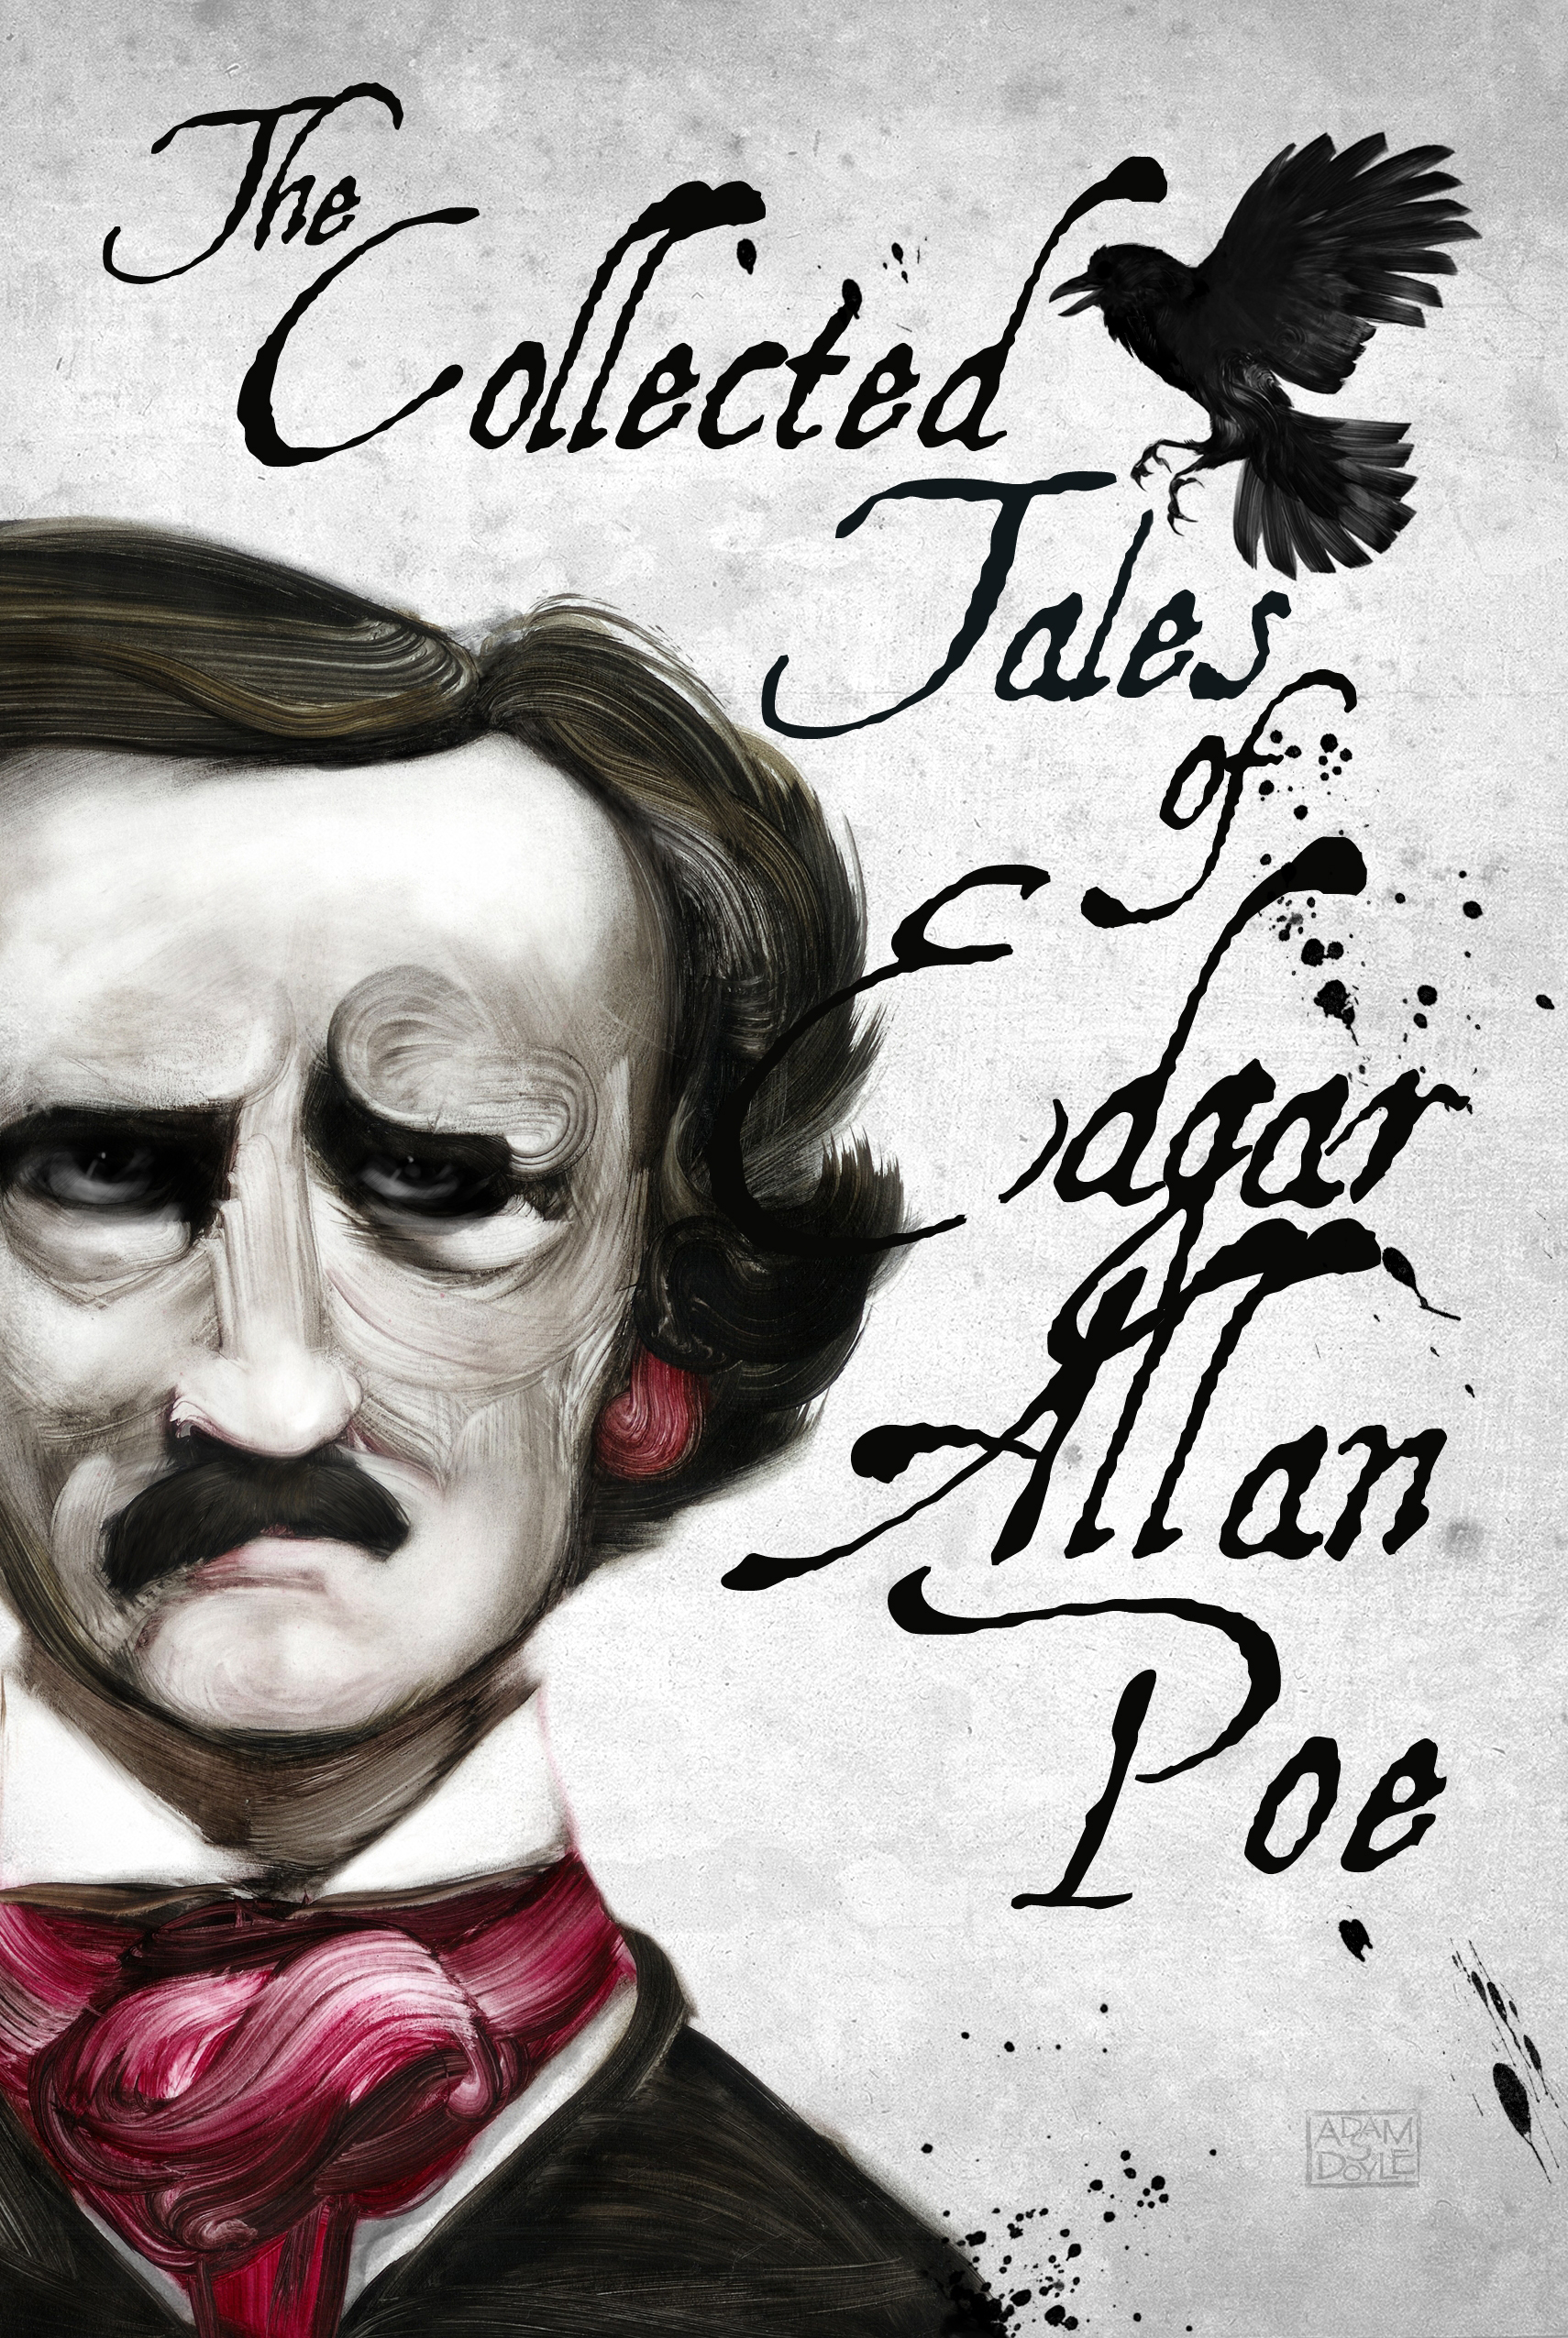 The
Collected
Tales
of
Edgar
Allan
Poe
ADAM
DOYLE